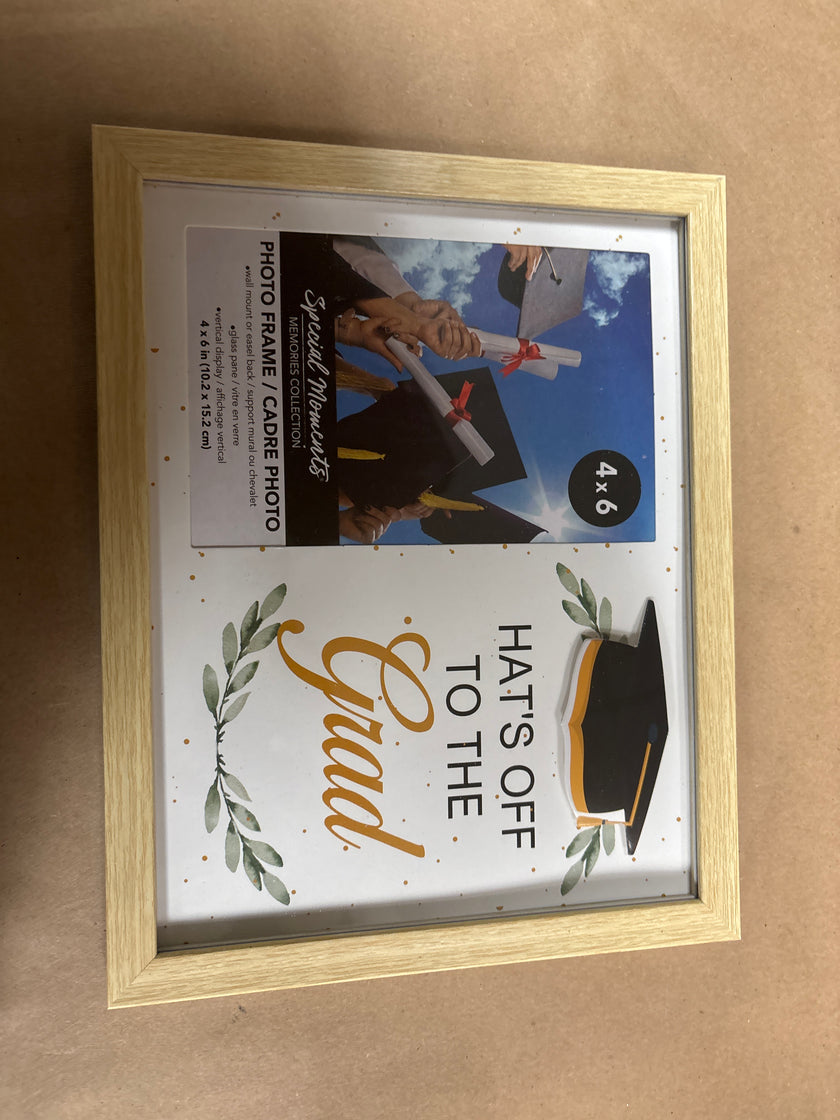 4 x 6
Special Moments
MEMORIES COLLECTION
PHOTO FRAME / CADRE PHOTO
•wall mount or easel back / support mural ou chevalet
•glass pane / vitre en verre
•vertical display / affichage vertical
4 x 6 in (10.2 x 15.2 cm)
HAT'S OFF
TO THE
Grad